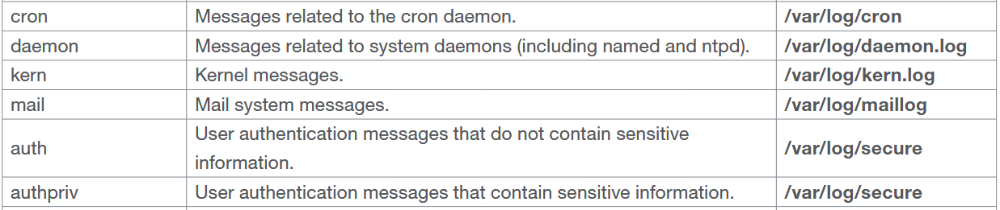 cron Messages related to the cron daemon. /var/log/cron
daemon Messages related to system daemons (including named and ntpd). /var/log/daemon.log
kern Kernel messages. /var/log/kern.log
mail Mail system messages. /var/log/maillog
auth User authentication messages that do not contain sensitive information. /var/log/secure
authpriv User authentication messages that contain sensitive information. /var/log/secure